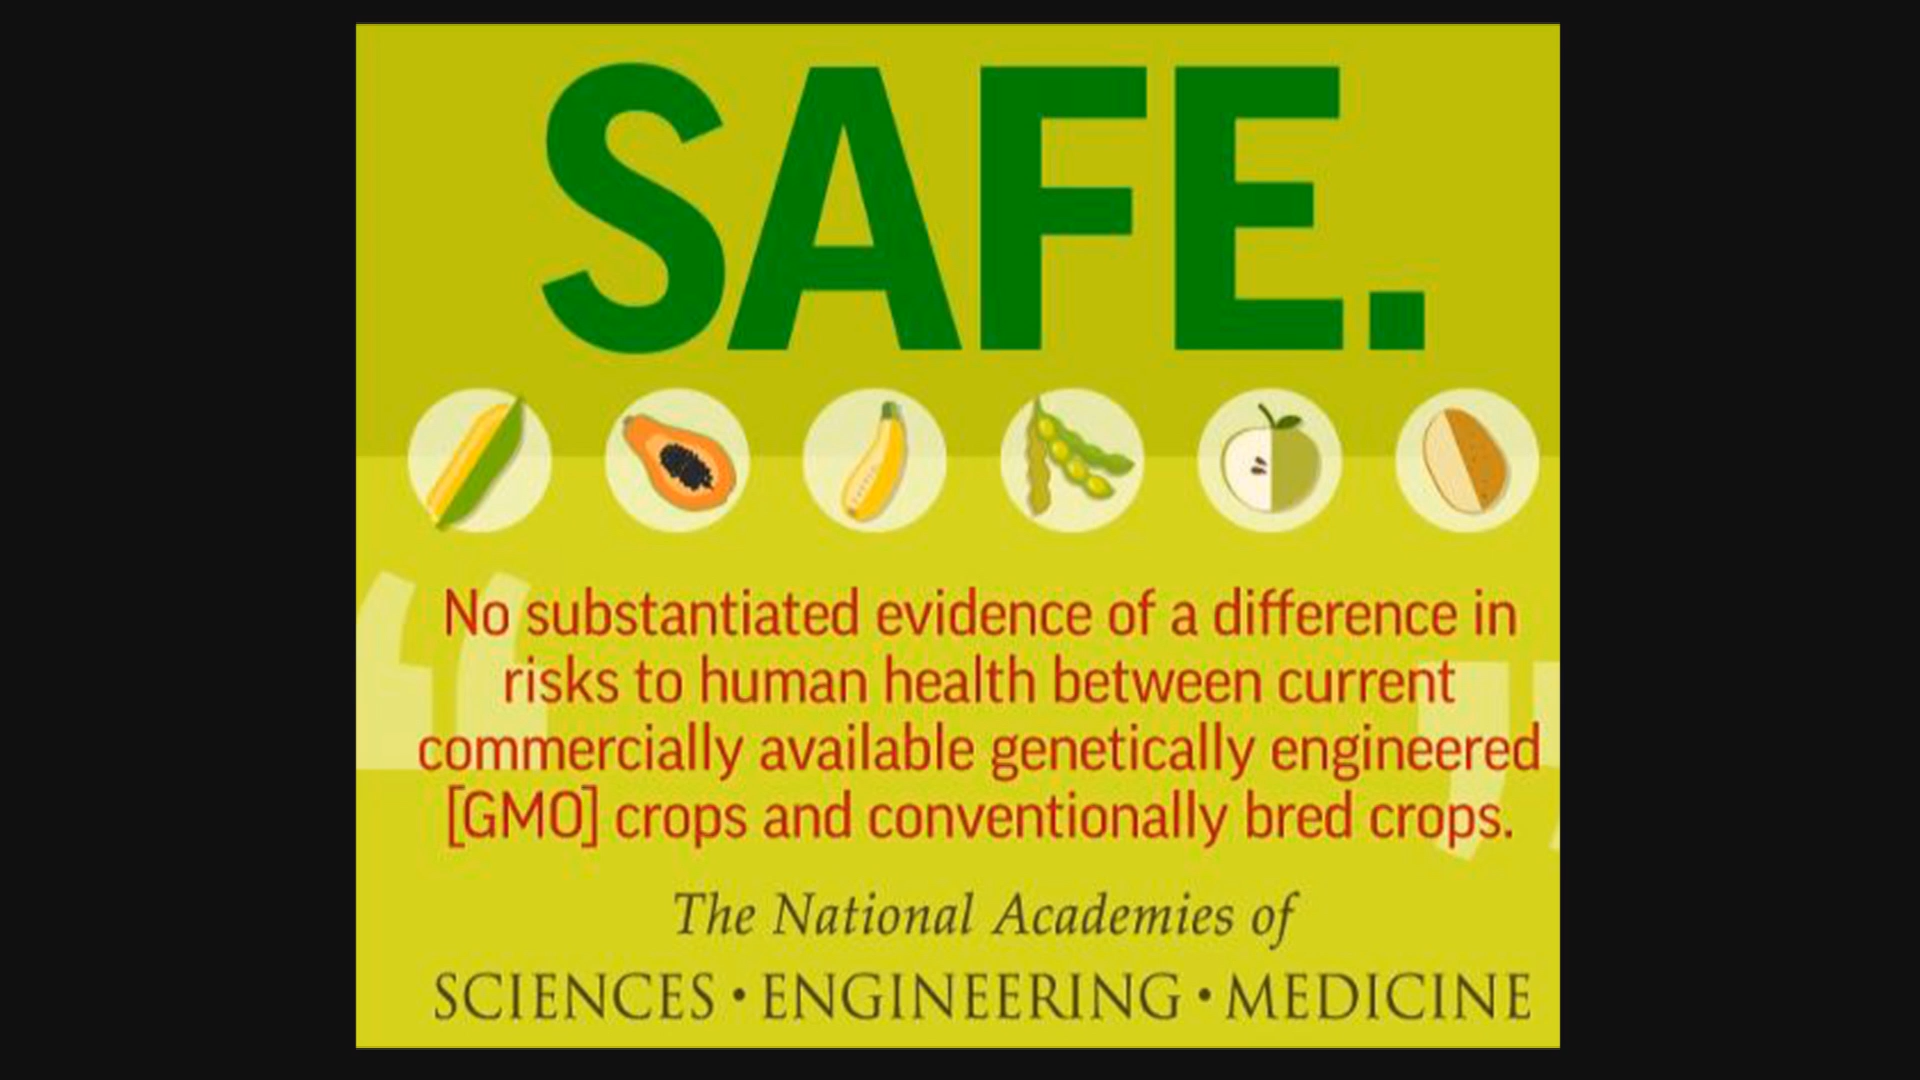 SAFE.
No substantiated evidence of a difference in
risks to human health between current
commercially available genetically engineered
[GMO] crops and conventionally bred crops.
The National Academies of
SCIENCES • ENGINEERING • MEDICINE